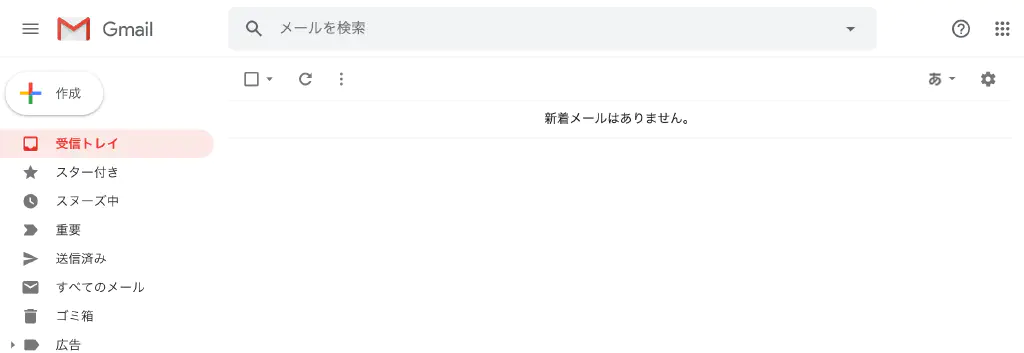 Gmail
メールを検索
作成
あ
新着メールはありません。
受信トレイ
スター付き
スヌーズ中
重要
送信済み
すべてのメール
ゴミ箱
広告